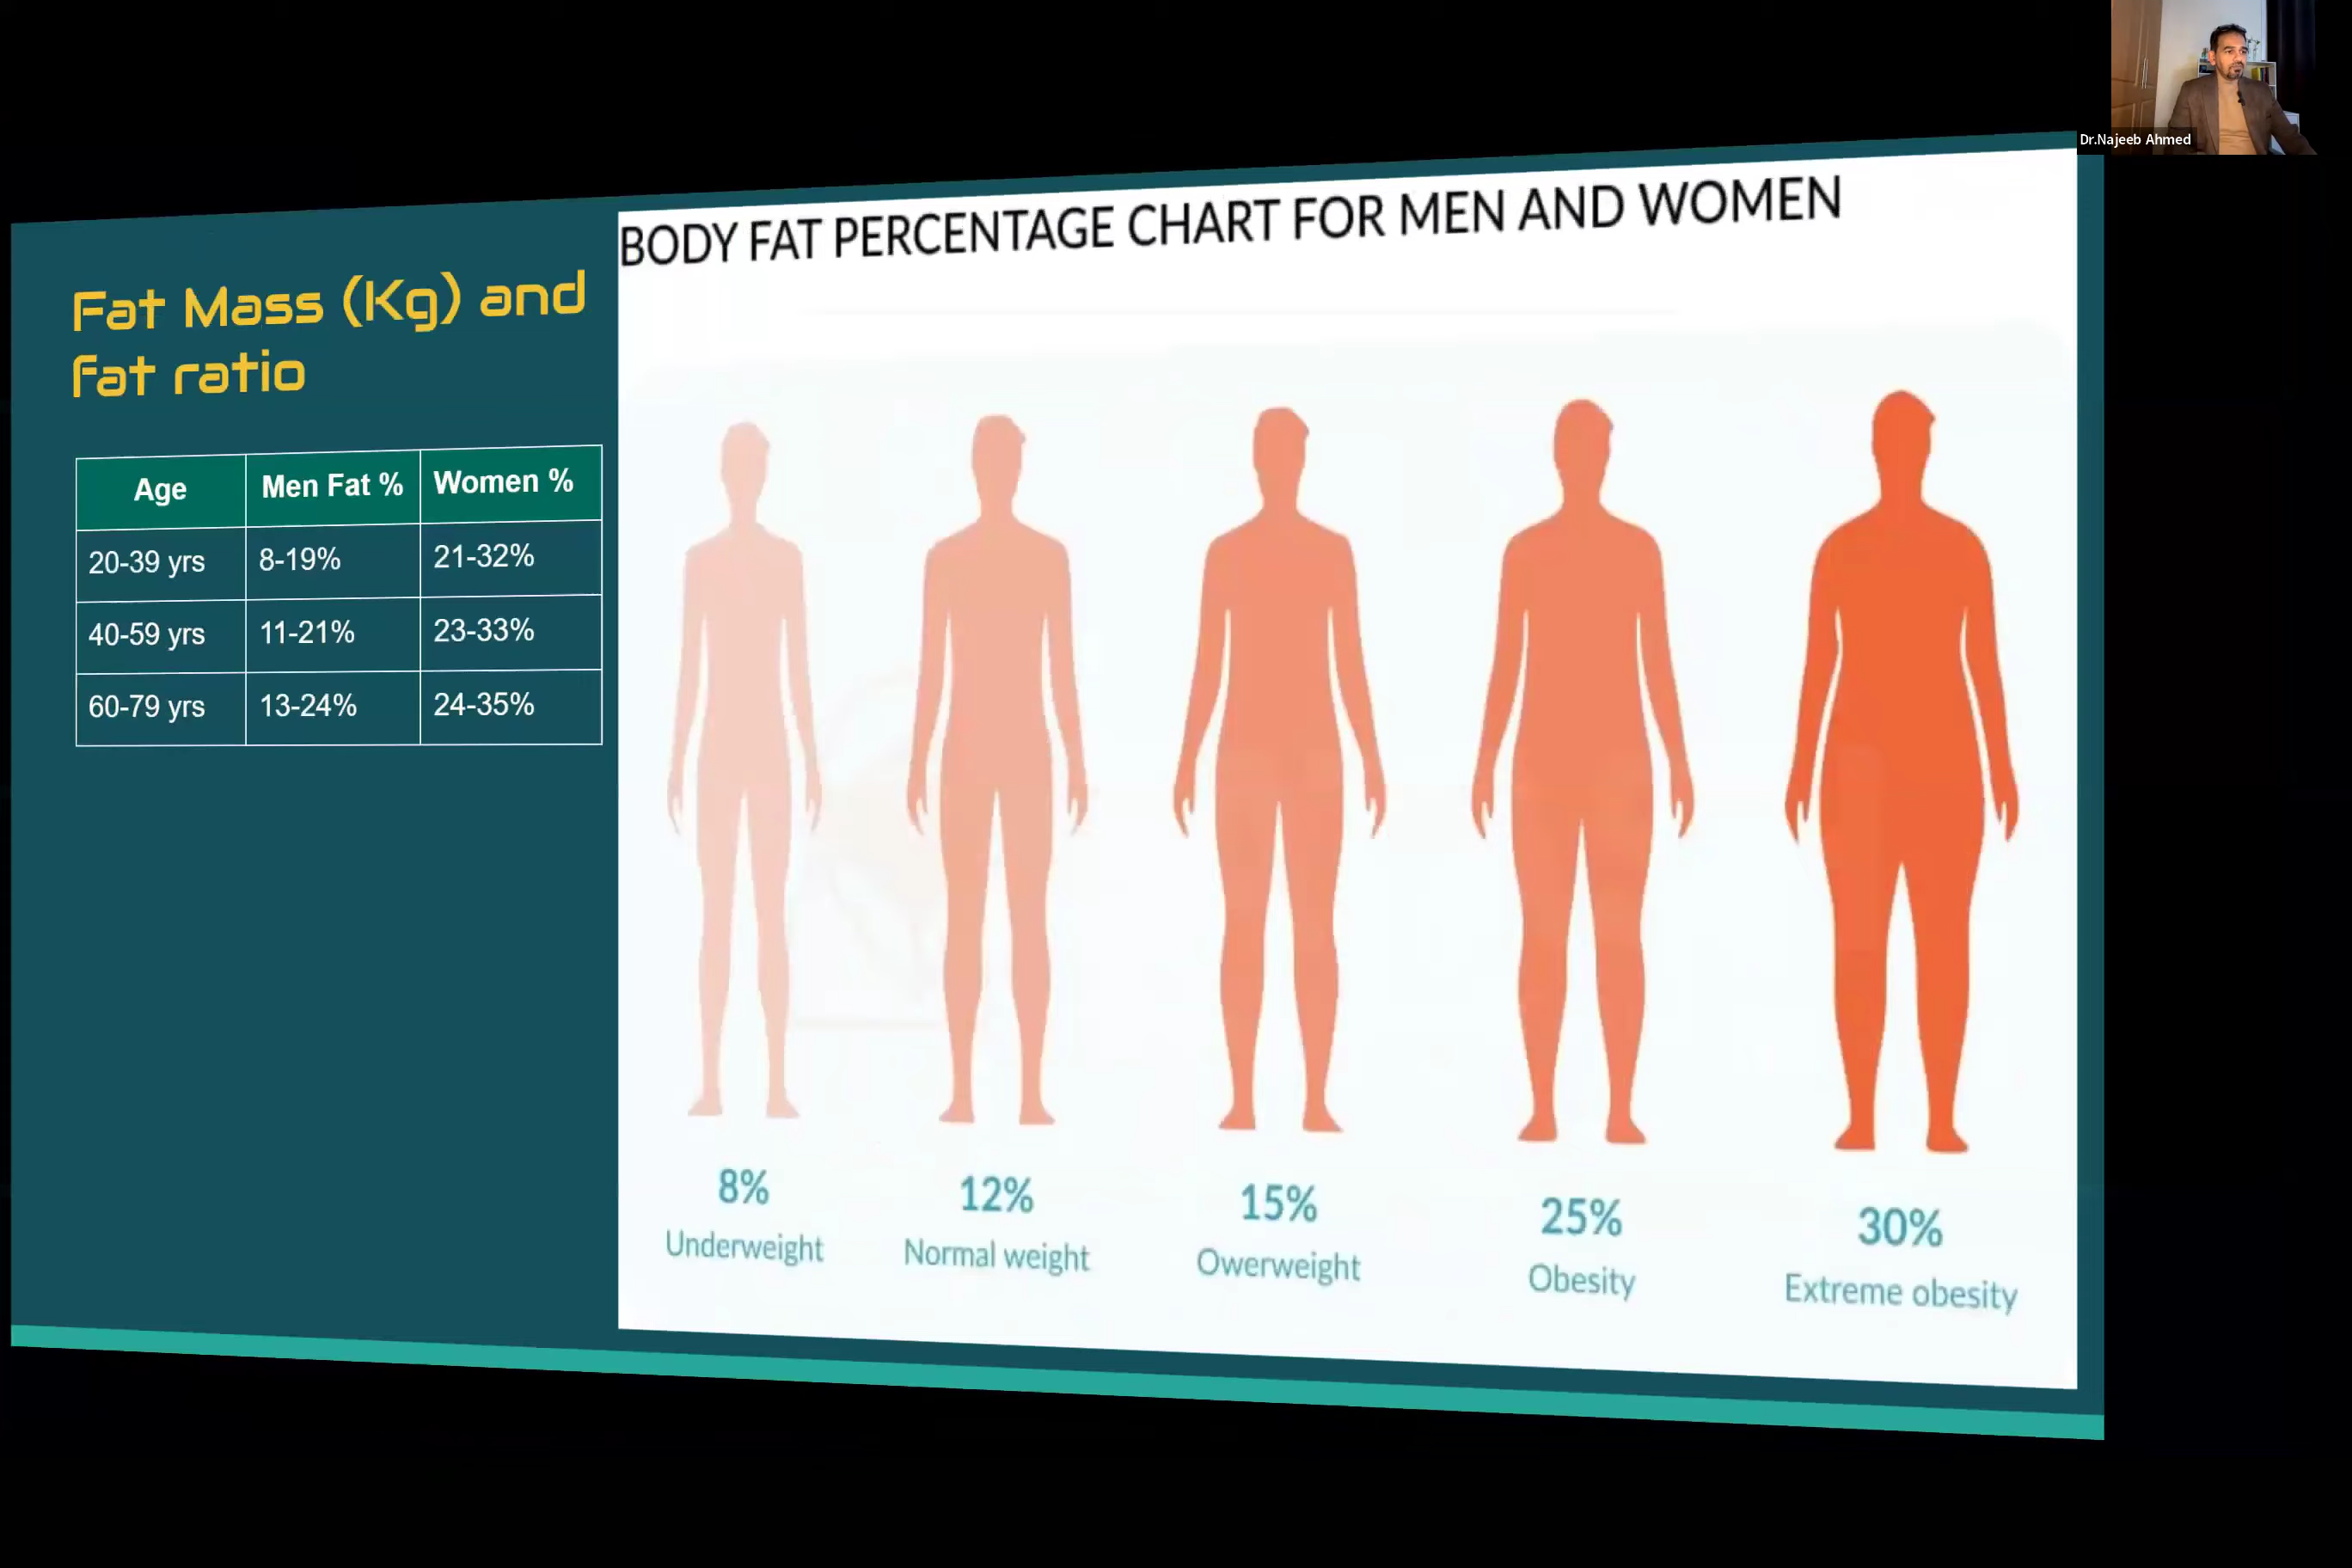 Dr.Najeeb Ahmed
Fat Mass (Kg) and
fat ratio
Age Men Fat % Women %
20-39 yrs 8-19% 21-32%
40-59 yrs 11-21% 23-33%
60-79 yrs 13-24% 24-35%
BODY FAT PERCENTAGE CHART FOR MEN AND WOMEN
8% 12% 15% 25% 30%
Underweight Normal weight Owerweight Obesity Extreme obesity